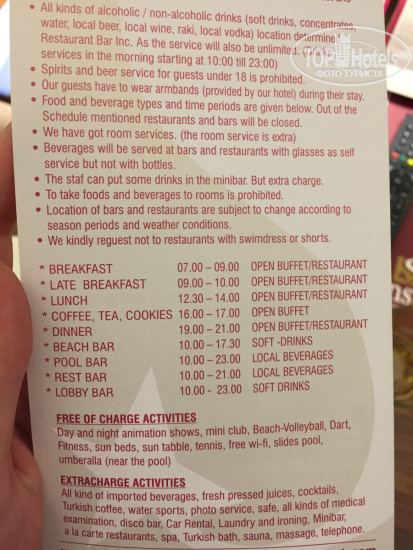 • All kinds of alcoholic / non-alcoholic drinks (soft drinks, concentrates,
water, local beer, local wine, raki, local vodka) location determine
Restaurant Bar Inc. As the service will also be unlimited.
services in the morning starting at 10:00 till 23:00)
• Spirits and beer service for guests under 18 is prohibited.
• Our guests have to wear armbands (provided by our hotel) during their stay.
• Food and beverage types and time periods are given below. Out of the
Schedule mentioned restaurants and bars will be closed.
• We have got room services. (the room service is extra)
• Beverages will be served at bars and restaurants with glasses as self
service but not with bottles.
• The staf can put some drinks in the minibar. But extra charge.
• To take foods and beverages to rooms is prohibited.
• Location of bars and restaurants are subject to change according to
season periods and weather conditions.
• We kindly reguest not to restaurants with swimdress or shorts.
* BREAKFAST 07.00 – 09.00 OPEN BUFFET/RESTAURANT
* LATE BREAKFAST 09.00 – 10.00 OPEN BUFFET/RESTAURANT
* LUNCH 12.30 – 14.00 OPEN BUFFET/RESTAURANT
* COFFEE, TEA, COOKIES 16.00 – 17.00 OPEN BUFFET
* DINNER 19.00 – 21.00 OPEN BUFFET/RESTAURANT
* BEACH BAR 10.00 – 17.30 SOFT -DRINKS
* POOL BAR 10.00 – 23.00 LOCAL BEVERAGES
* REST BAR 10.00 – 21.00 LOCAL BEVERAGES
* LOBBY BAR 10.00 - 23.00 SOFT DRINKS
FREE OF CHARGE ACTIVITIES
Day and night animation shows, mini club, Beach-Volleyball, Dart,
Fitness, sun beds, sun tabble, tennis, free wi-fi, slides pool,
umberalla (near the pool)
EXTRACHARGE ACTIVITIES
All kind of imported beverages, fresh pressed juices, cocktails,
Turkish coffee, water sports, photo service, safe, all kinds of medical
examination, disco bar, Car Rental, Laundry and ironing, Minibar,
a la carte restaurants, spa, Turkish bath, sauna, massage, telephone.
TOPHotels
ФОТО ТУРИСТА